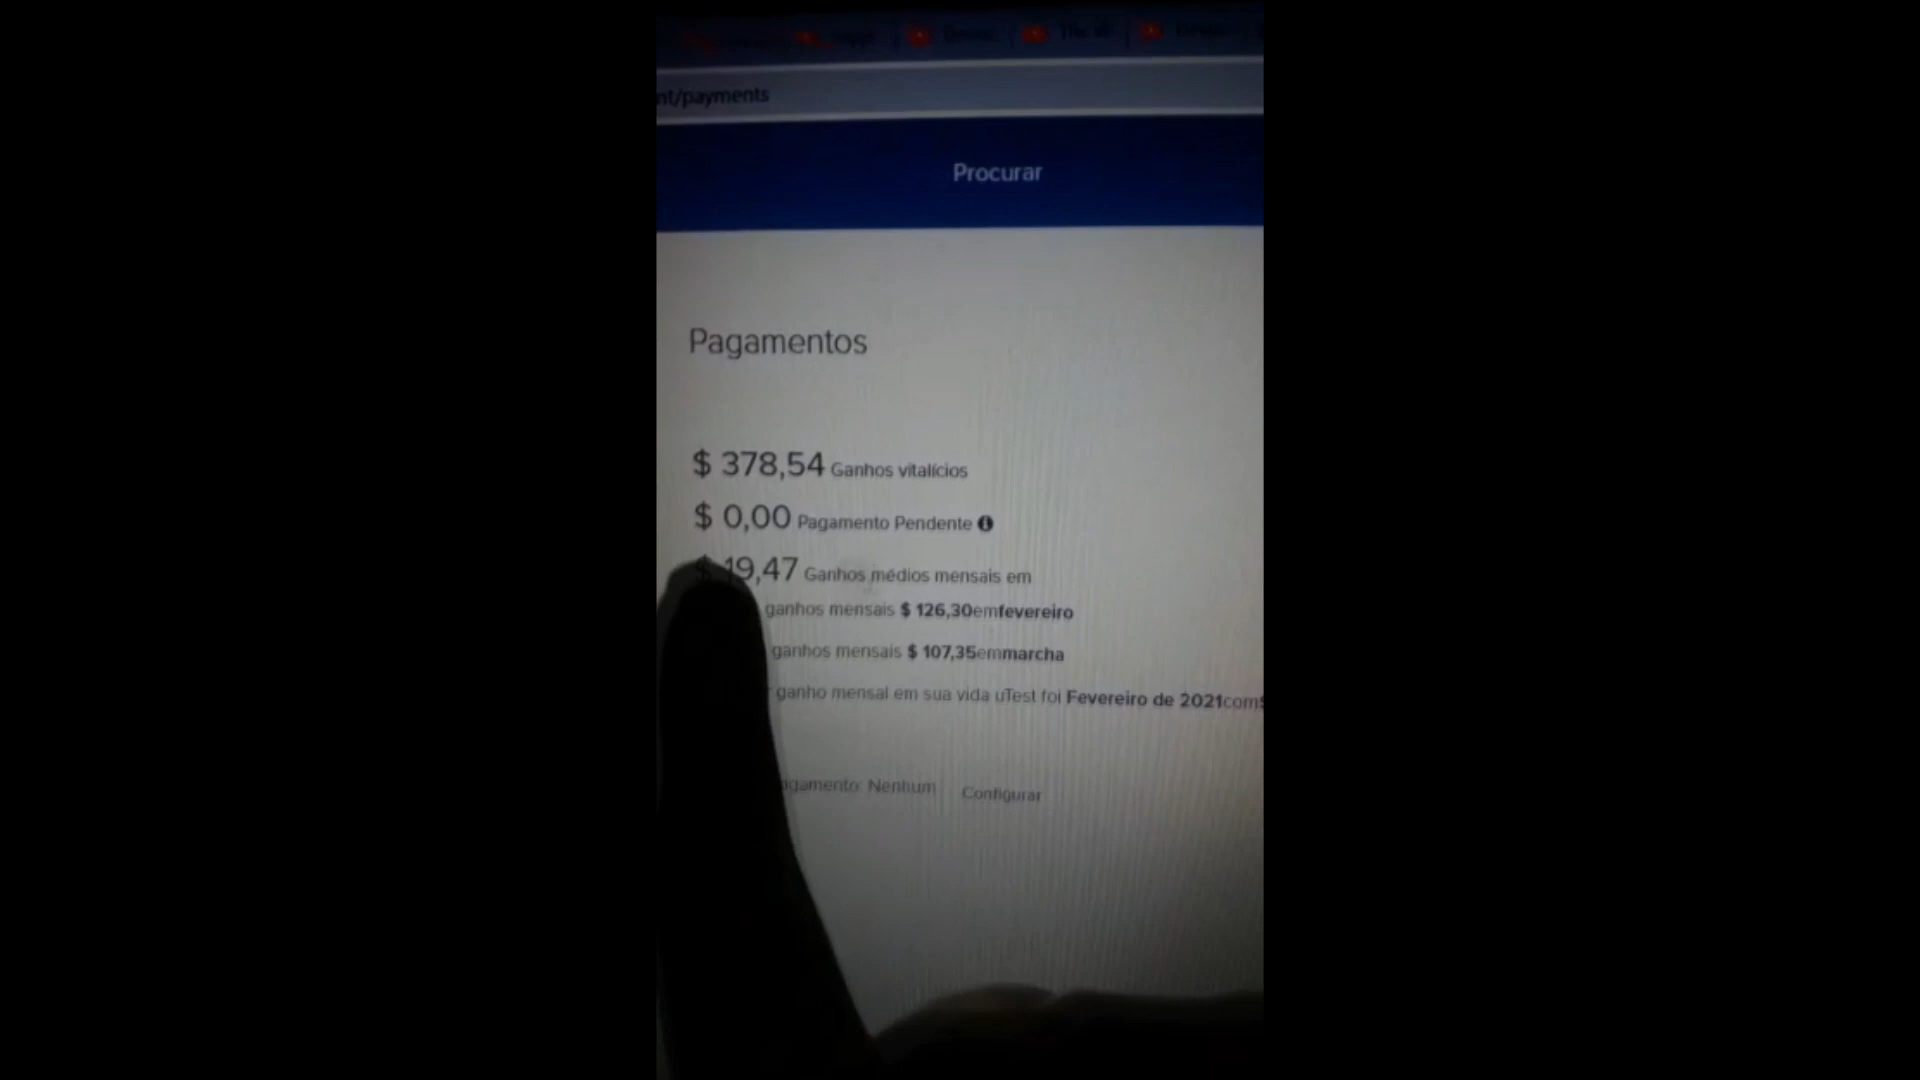 nt/payments
Procurar
Pagamentos
$ 378,54 Ganhos vitalícios
$ 0,00 Pagamento Pendente
$ 19,47 Ganhos médios mensais em
ganhos mensais $ 126,30emfevereiro
ganhos mensais $ 107,35emmarcha
ganho mensal em sua vida uTest foi Fevereiro de 2021com$
agamento: Nenhum Configurar